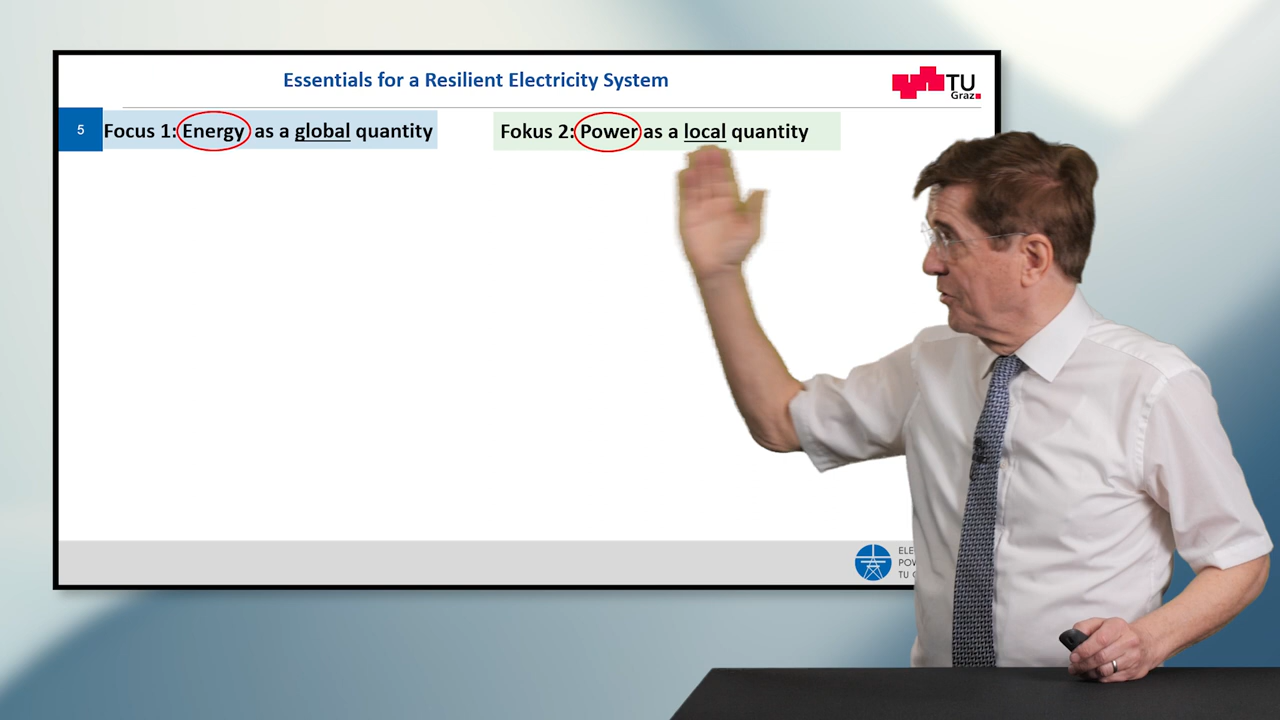 Essentials for a Resilient Electricity System
TU
Graz
5
Focus 1: Energy as a global quantity
Fokus 2: Power as a local quantity
TU